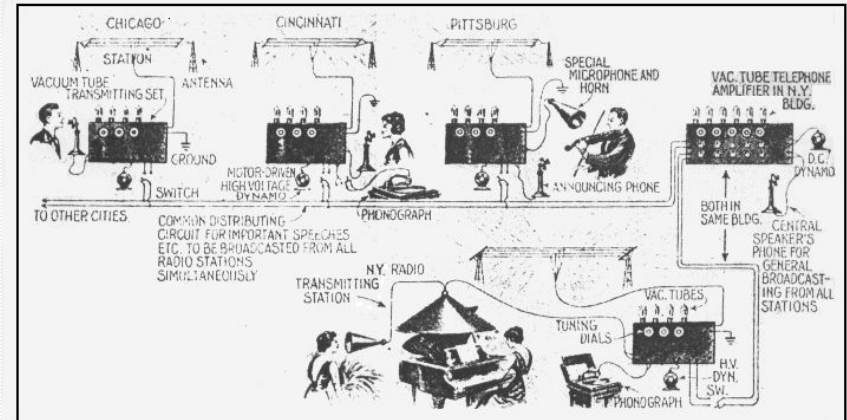 CHICAGO
CINCINNATI
PITTSBURG
STATION
ANTENNA
VACUUM TUBE
TRANSMITTING SET
GROUND
SWITCH
MOTOR-DRIVEN
HIGH VOLTAGE
DYNAMO
PHONOGRAPH
SPECIAL
MICROPHONE AND
HORN
ANNOUNCING PHONE
VAC. TUBE TELEPHONE
AMPLIFIER IN N.Y.
BLDG.
D.C.
DYNAMO
TO OTHER CITIES
COMMON DISTRIBUTING
CIRCUIT FOR IMPORTANT SPEECHES
ETC. TO BE BROADCASTED FROM ALL
RADIO STATIONS
SIMULTANEOUSLY
BOTH IN
SAME BLDG.
CENTRAL
SPEAKER'S
PHONE FOR
GENERAL
BROADCAST-
ING FROM ALL
STATIONS
N.Y. RADIO
TRANSMITTING
STATION
VAC. TUBES
TUNING
DIALS
H.V.
DYN.
SW.
PHONOGRAPH